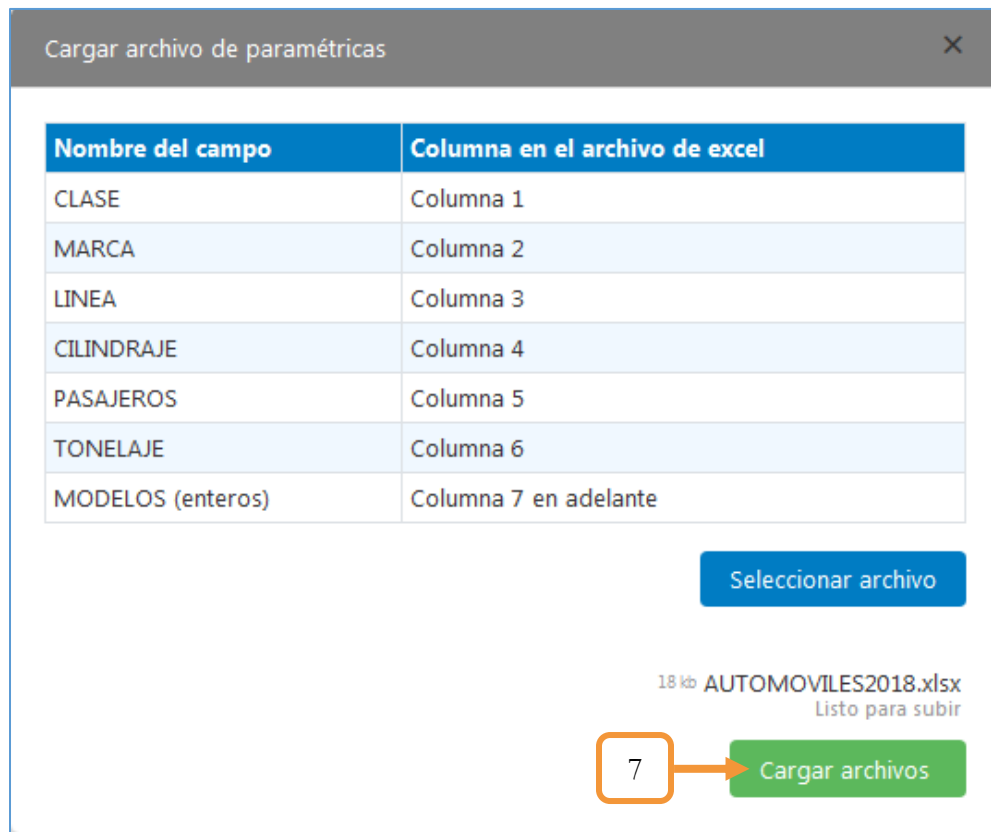 Cargar archivo de paramétricas ×
Nombre del campo Columna en el archivo de excel
CLASE Columna 1
MARCA Columna 2
LINEA Columna 3
CILINDRAJE Columna 4
PASAJEROS Columna 5
TONELAJE Columna 6
MODELOS (enteros) Columna 7 en adelante
Seleccionar archivo
18 kb AUTOMOVILES2018.xlsx
Listo para subir
7 Cargar archivos